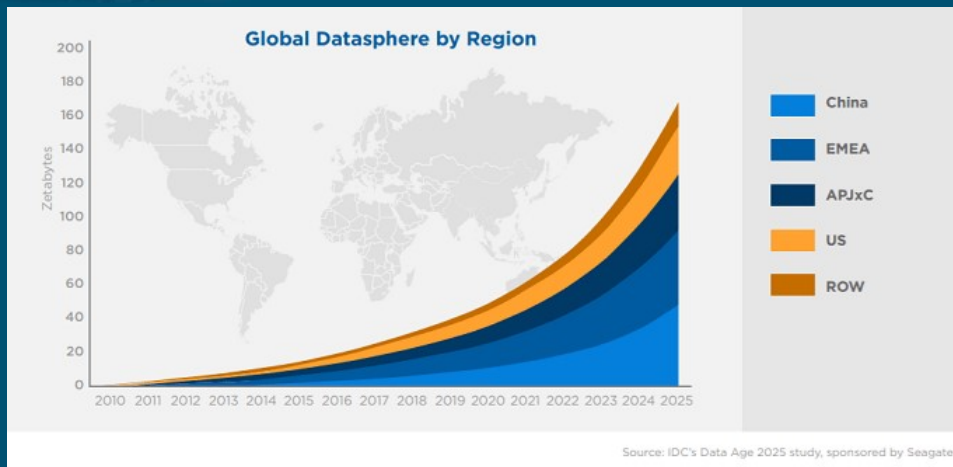 Global Datasphere by Region
Zetabytes
200
180
160
140
120
100
80
60
40
20
0
2010 2011 2012 2013 2014 2015 2016 2017 2018 2019 2020 2021 2022 2023 2024 2025
China
EMEA
APJxC
US
ROW
Source: IDC's Data Age 2025 study, sponsored by Seagate